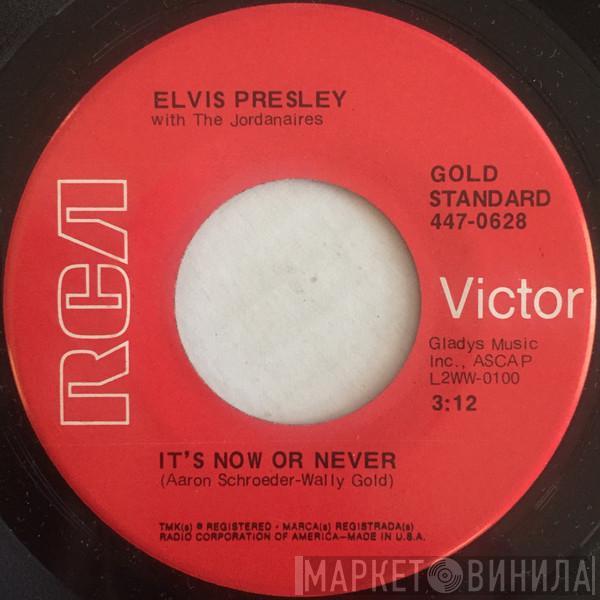 ELVIS PRESLEY
with The Jordanaires
GOLD
STANDARD
447-0628
RCA
Victor
Gladys Music
Inc., ASCAP
L2WW-0100
3:12
IT'S NOW OR NEVER
(Aaron Schroeder-Wally Gold)
TMK(s) ® REGISTERED • MARCA(s) REGISTRADA(s)
RADIO CORPORATION OF AMERICA—MADE IN U.S.A.
МАРКЕТ ВИНИЛА